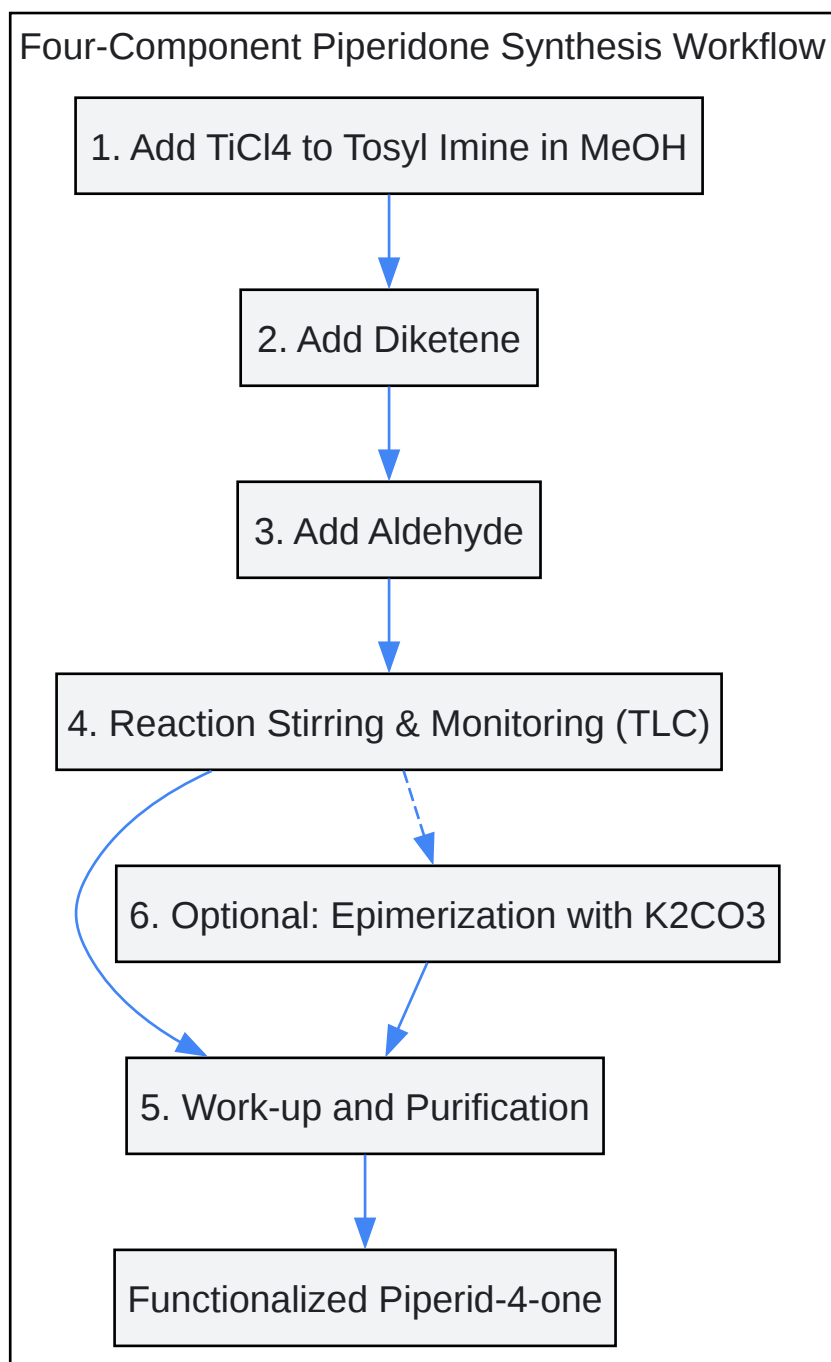 Four-Component Piperidone Synthesis Workflow
1. Add TiCl4 to Tosyl Imine in MeOH
2. Add Diketene
3. Add Aldehyde
4. Reaction Stirring & Monitoring (TLC)
6. Optional: Epimerization with K2CO3
5. Work-up and Purification
Functionalized Piperid-4-one